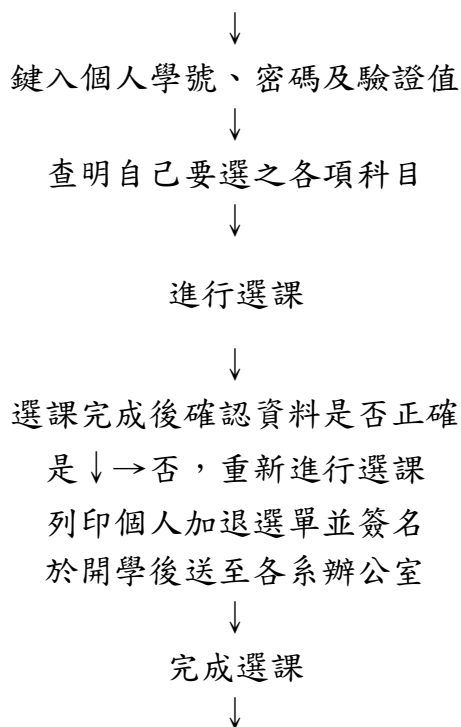 ↓
鍵入個人學號、密碼及驗證值
↓
查明自己要選之各項科目
↓
進行選課
↓
選課完成後確認資料是否正確
是↓→否，重新進行選課
列印個人加退選單並簽名
於開學後送至各系辦公室
↓
完成選課
↓